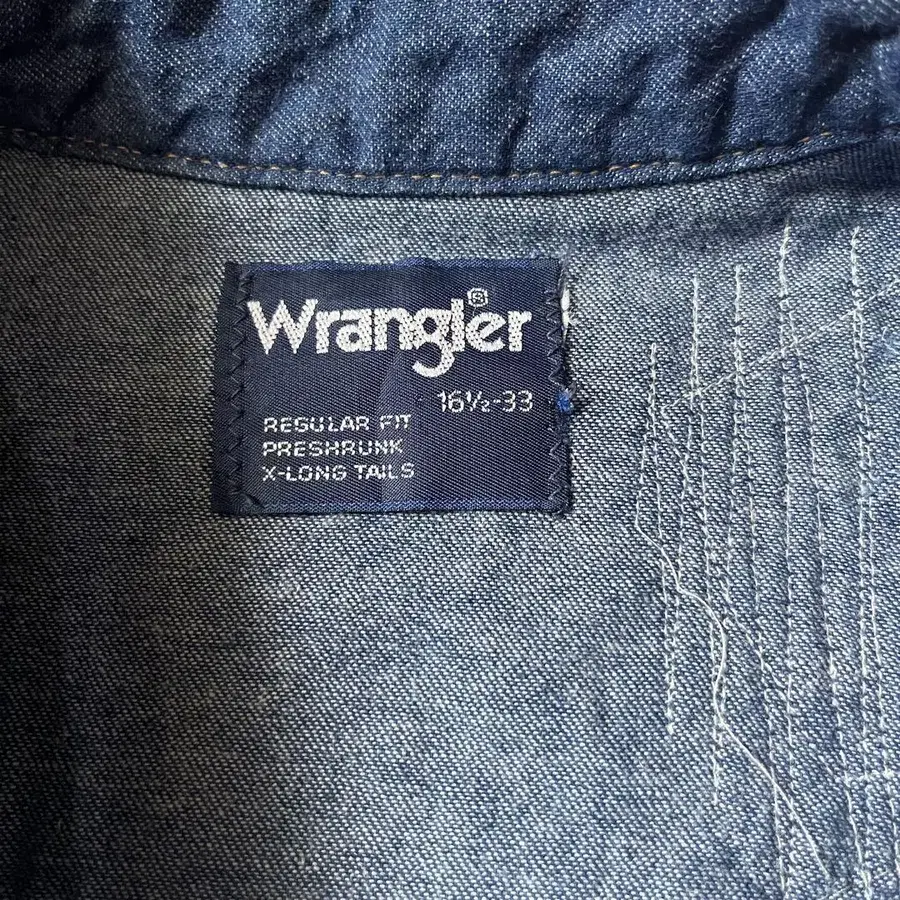 Wrangler®
16½-33
REGULAR FIT
PRESHRUNK
X-LONG TAILS